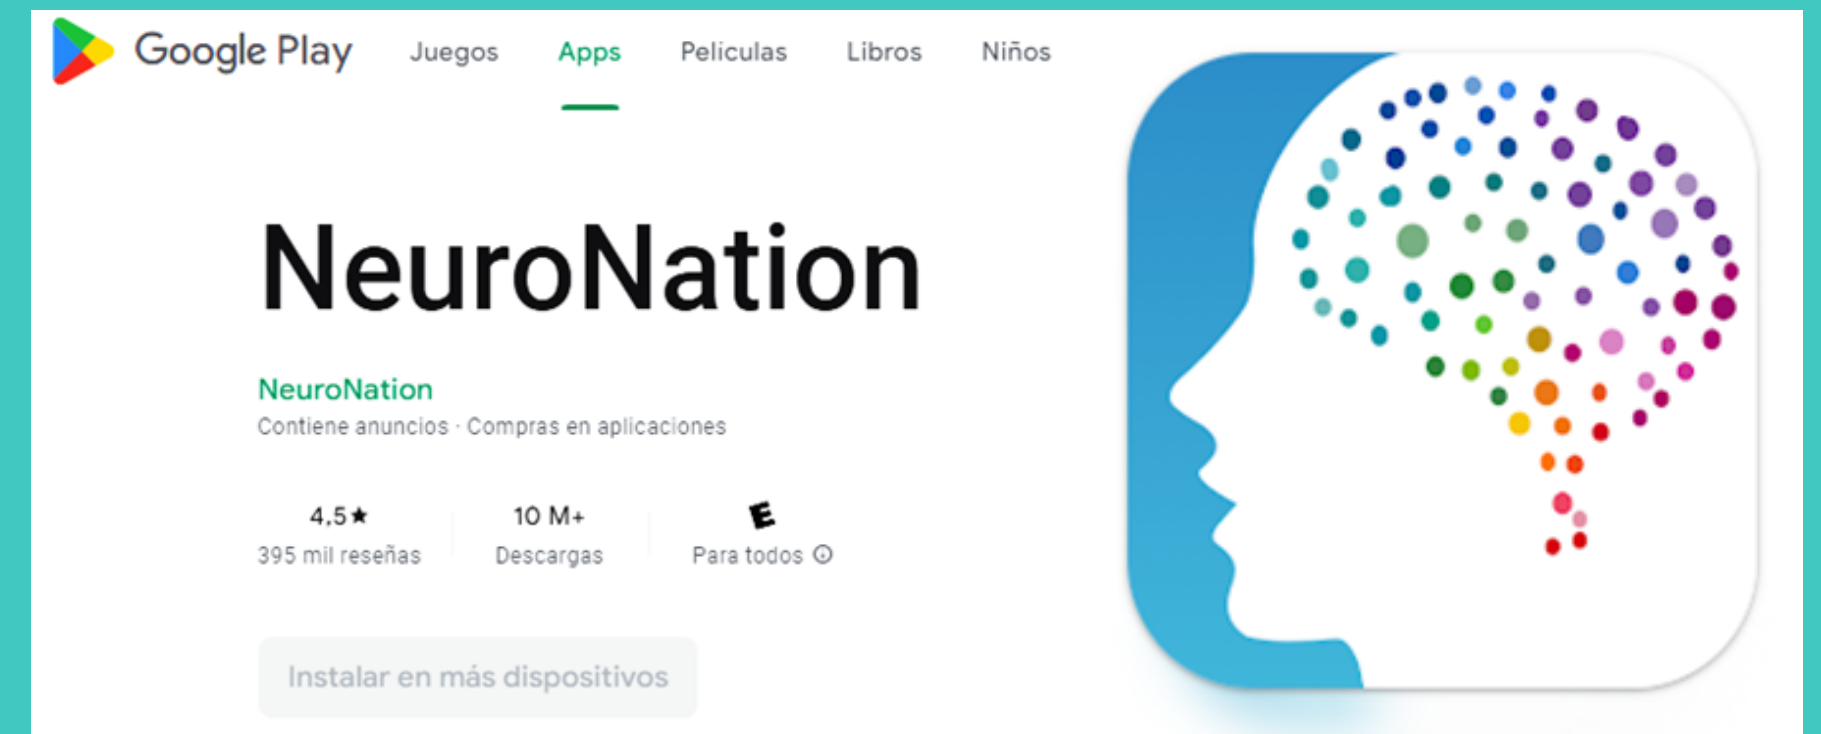 Google Play Juegos Apps Películas Libros Niños
NeuroNation
NeuroNation
Contiene anuncios · Compras en aplicaciones
4,5★ 10 M+ E
395 mil reseñas Descargas Para todos
Instalar en más dispositivos